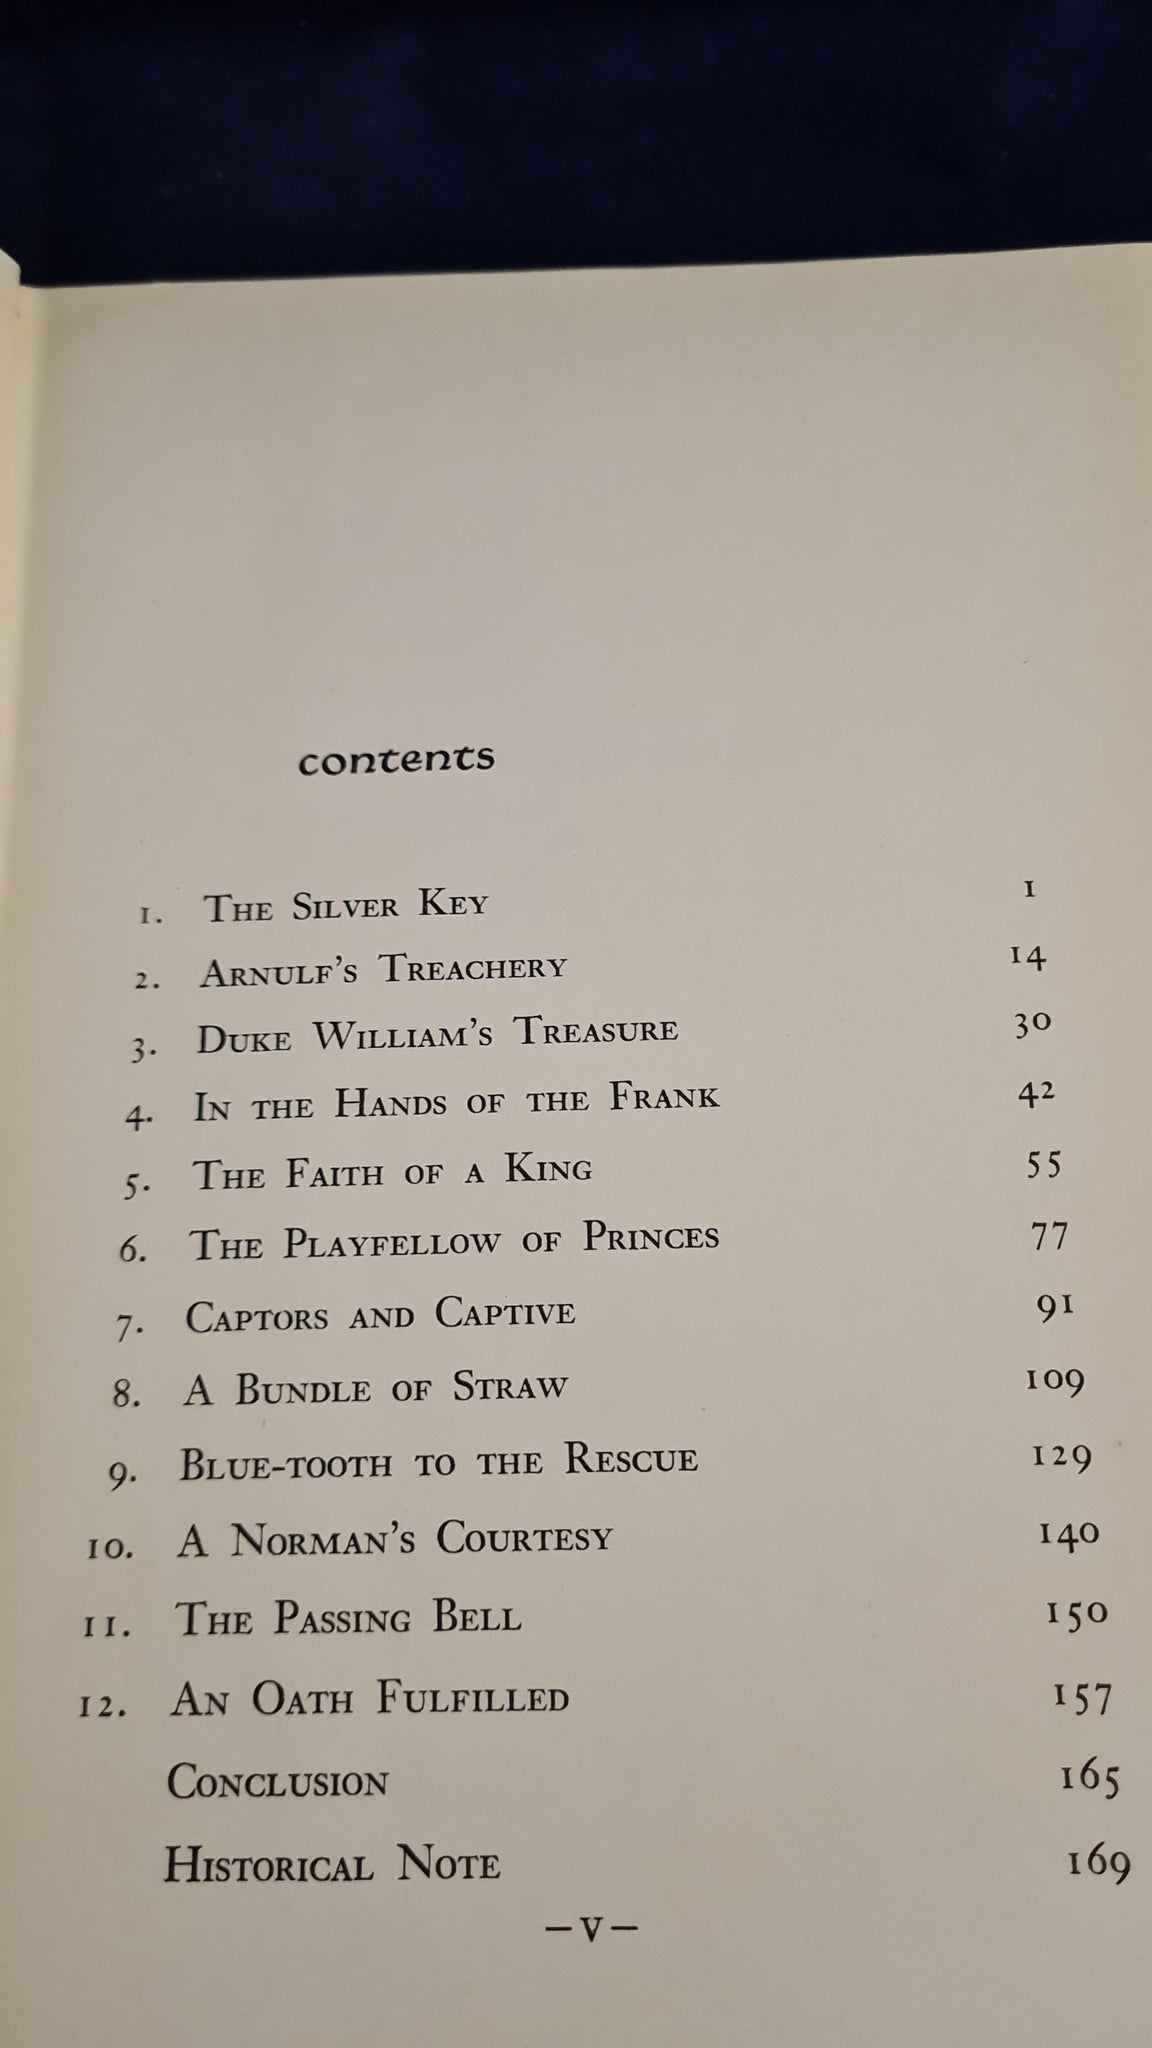 contents
1. The Silver Key 1
2. Arnulf's Treachery 14
3. Duke William's Treasure 30
4. In the Hands of the Frank 42
5. The Faith of a King 55
6. The Playfellow of Princes 77
7. Captors and Captive 91
8. A Bundle of Straw 109
9. Blue-tooth to the Rescue 129
10. A Norman's Courtesy 140
11. The Passing Bell 150
12. An Oath Fulfilled 157
Conclusion 165
Historical Note 169
—V—